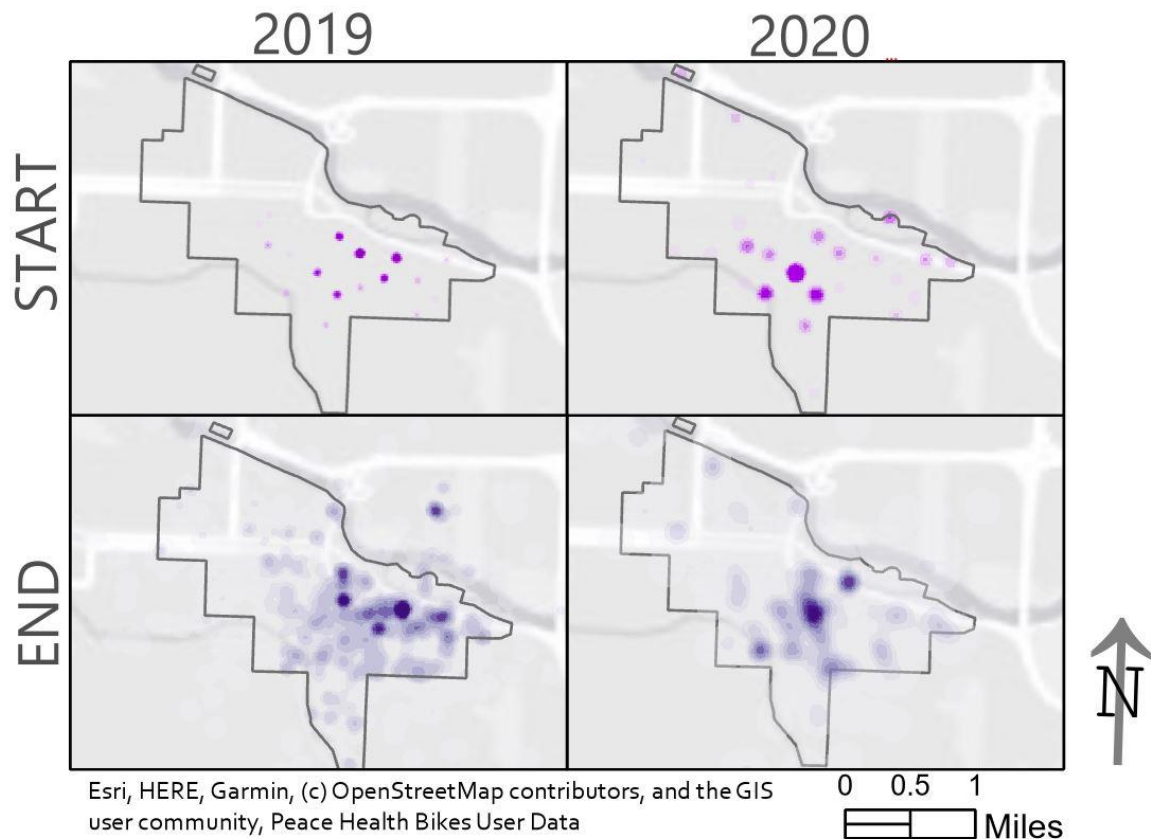 2019
2020
START
END
N
Esri, HERE, Garmin, (c) OpenStreetMap contributors, and the GIS
user community, Peace Health Bikes User Data
0 0.5 1
Miles